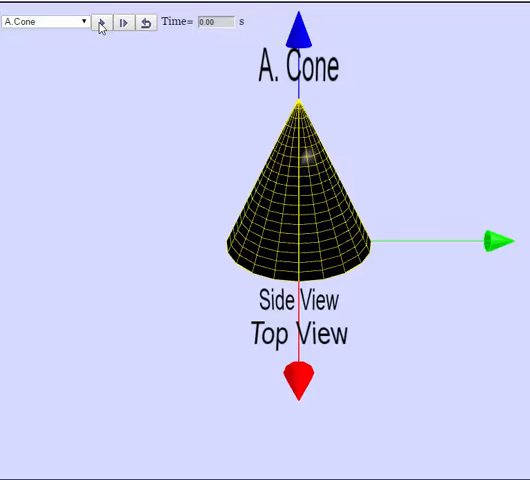 A.Cone Time= 0.00 s
A. Cone
Side View
Top View